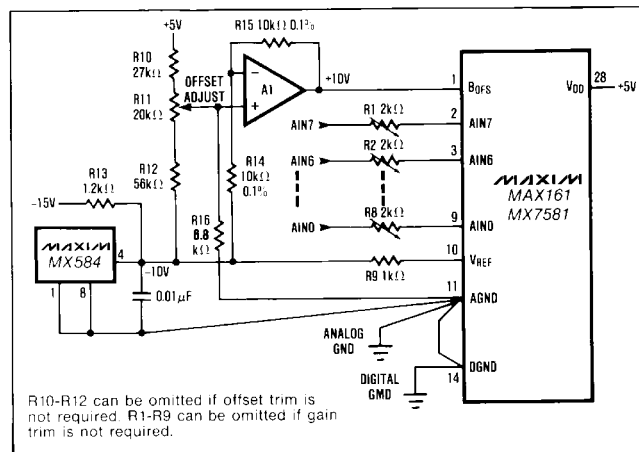 R15 10kΩ 0.1%
+5V
R10
27kΩ
R11
20kΩ
OFFSET
ADJUST
−
+
A1
+10V
R12
56kΩ
R13
1.2kΩ
-15V
R14
10kΩ
0.1%
R16
6.8
kΩ
MAXIM
MX584
4
-10V
1
8
0.01µF
AIN7
R1 2kΩ
AIN6
R2 2kΩ
AIN0
R8 2kΩ
R9 1kΩ
1
BOFS
VDD
28
+5V
2
AIN7
3
AIN6
MAXIM
MAX161
MX7581
9
AIN0
10
VREF
11
AGND
ANALOG
GND
DIGITAL
GMD
14
DGND
R10-R12 can be omitted if offset trim is
not required. R1-R9 can be omitted if gain
trim is not required.